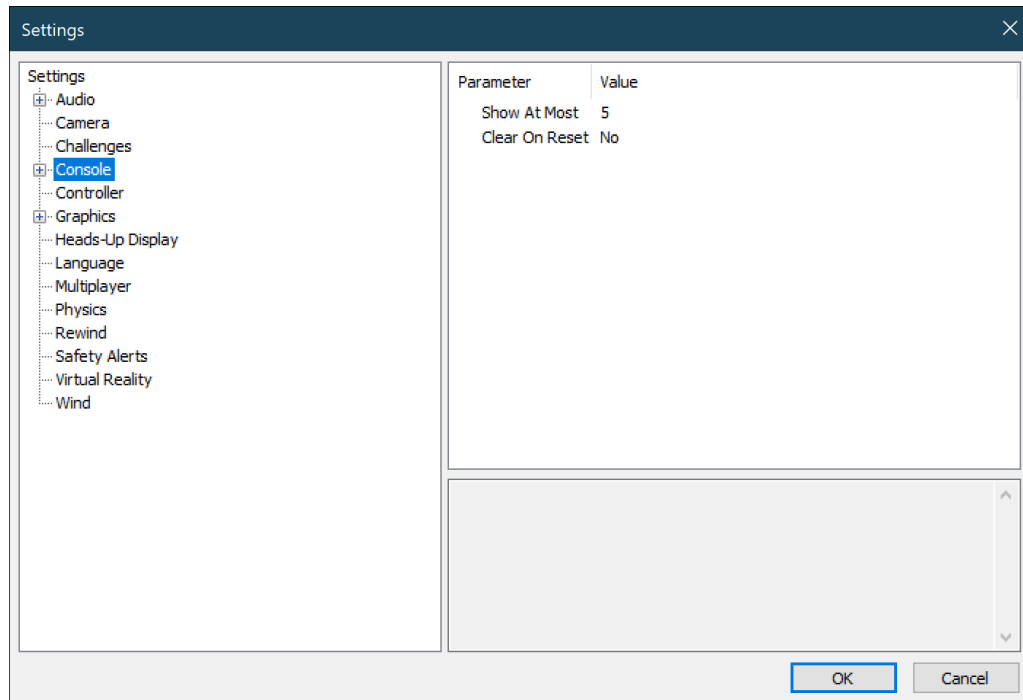 Settings
Settings
Audio
Camera
Challenges
Console
Controller
Graphics
Heads-Up Display
Language
Multiplayer
Physics
Rewind
Safety Alerts
Virtual Reality
Wind
Parameter Value
Show At Most 5
Clear On Reset No
OK Cancel